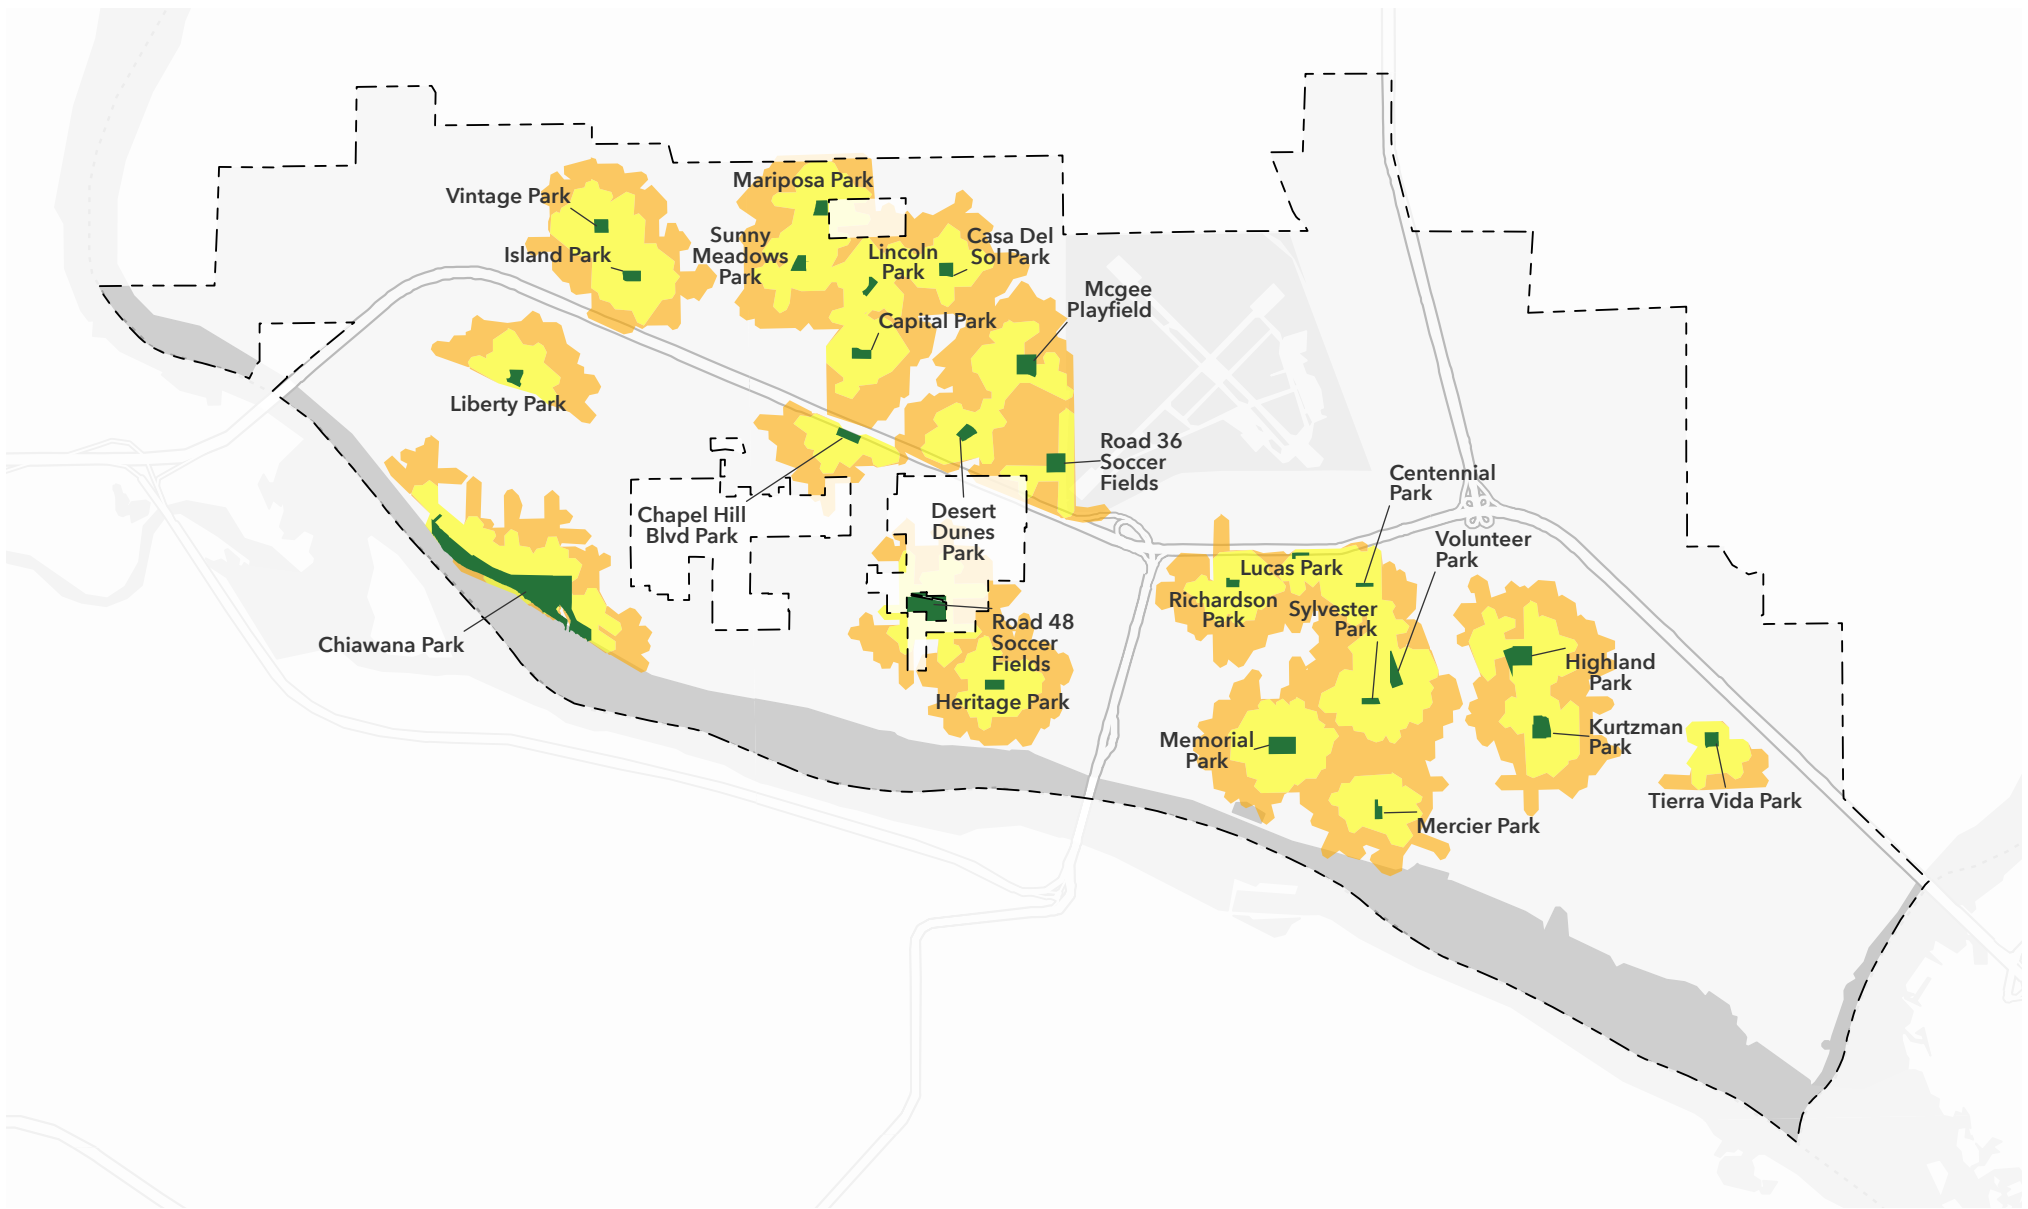 Mariposa Park
Vintage Park
Sunny
Meadows
Park
Casa Del
Sol Park
Island Park
Lincoln
Park
Mcgee
Playfield
Capital Park
Liberty Park
Road 36
Soccer
Fields
Centennial
Park
Chapel Hill
Blvd Park
Desert
Dunes
Park
Volunteer
Park
Lucas Park
Richardson
Park
Sylvester
Park
Chiawana Park
Road 48
Soccer
Fields
Highland
Park
Heritage Park
Memorial
Park
Kurtzman
Park
Tierra Vida Park
Mercier Park